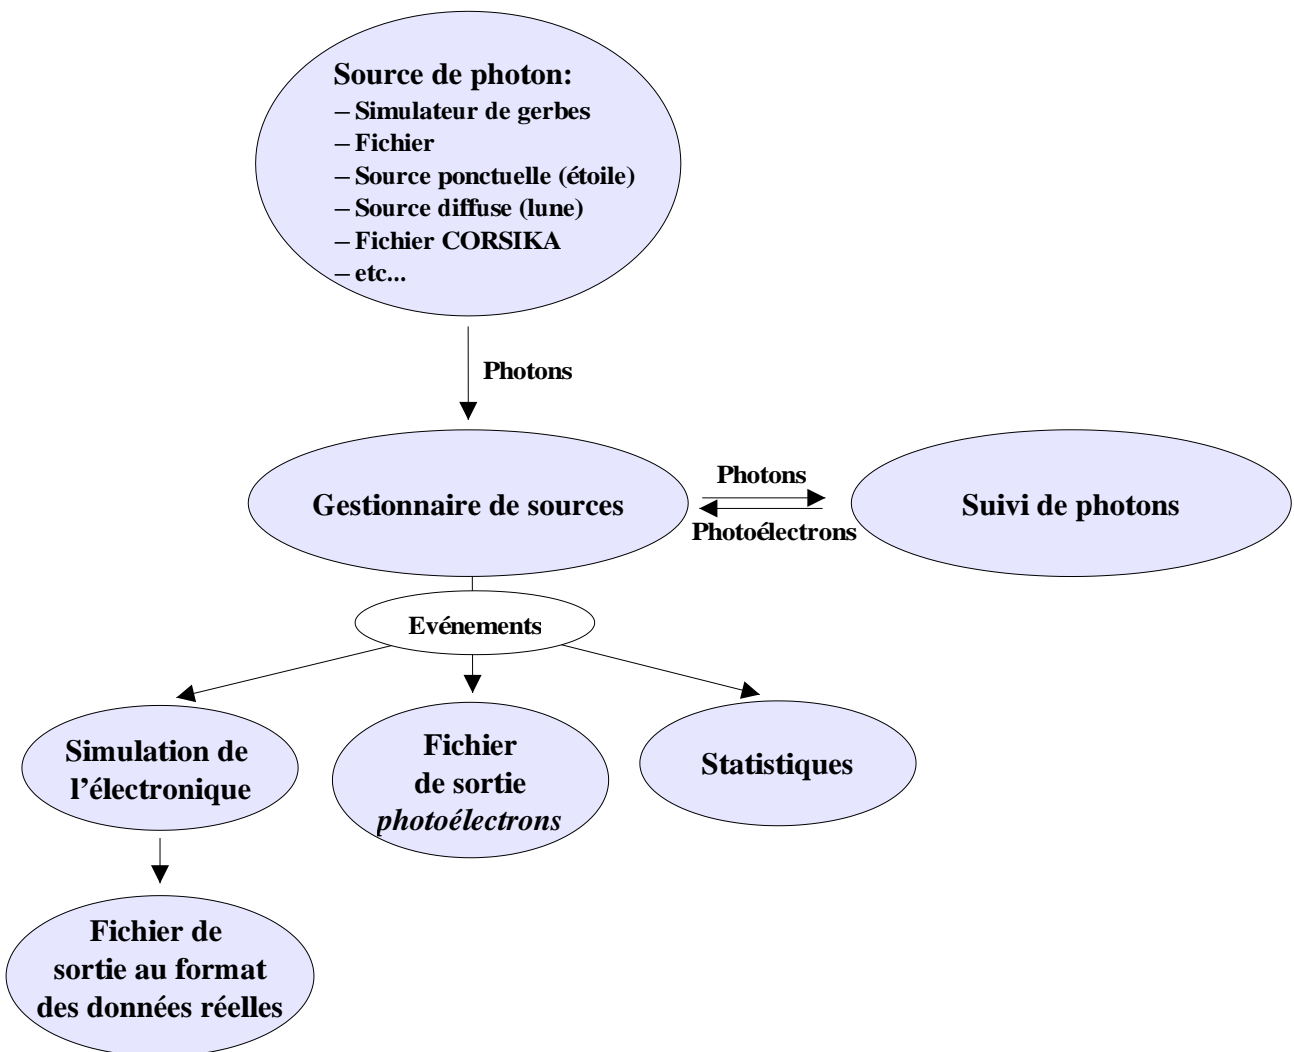 Source de photon:
– Simulateur de gerbes
– Fichier
– Source ponctuelle (étoile)
– Source diffuse (lune)
– Fichier CORSIKA
– etc...
Photons
Gestionnaire de sources
Photons
Photoélectrons
Suivi de photons
Evénements
Simulation de
l’électronique
Fichier
de sortie
photoélectrons
Statistiques
Fichier de
sortie au format
des données réelles